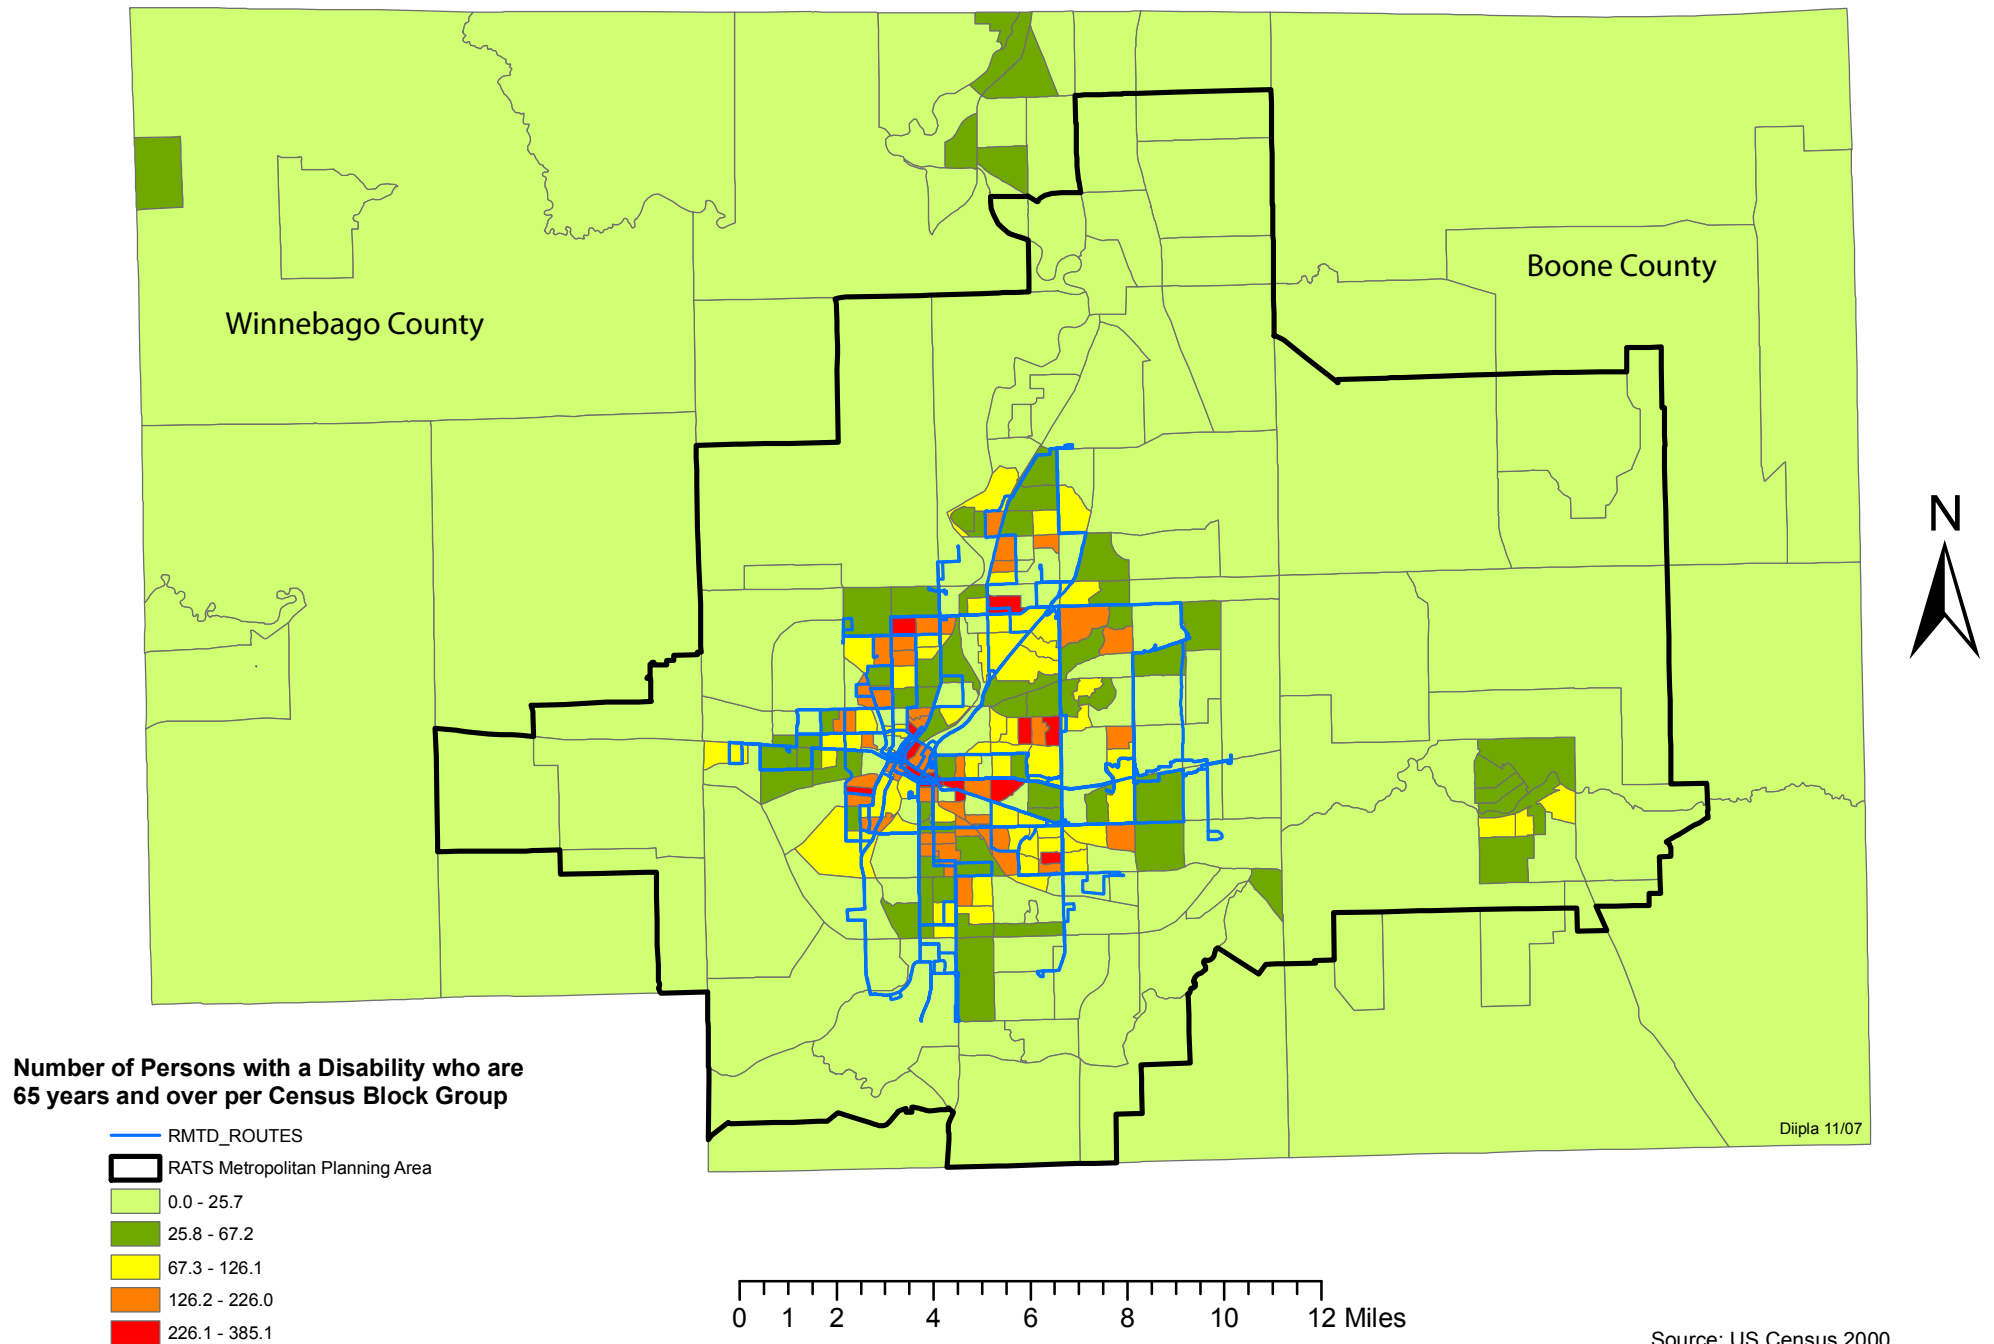 Winnebago County
Boone County
N
Number of Persons with a Disability who are
65 years and over per Census Block Group
RMTD_ROUTES
RATS Metropolitan Planning Area
0.0 - 25.7
25.8 - 67.2
67.3 - 126.1
126.2 - 226.0
226.1 - 385.1
0 1 2 4 6 8 10 12 Miles
Diipla 11/07
Source: US Census 2000